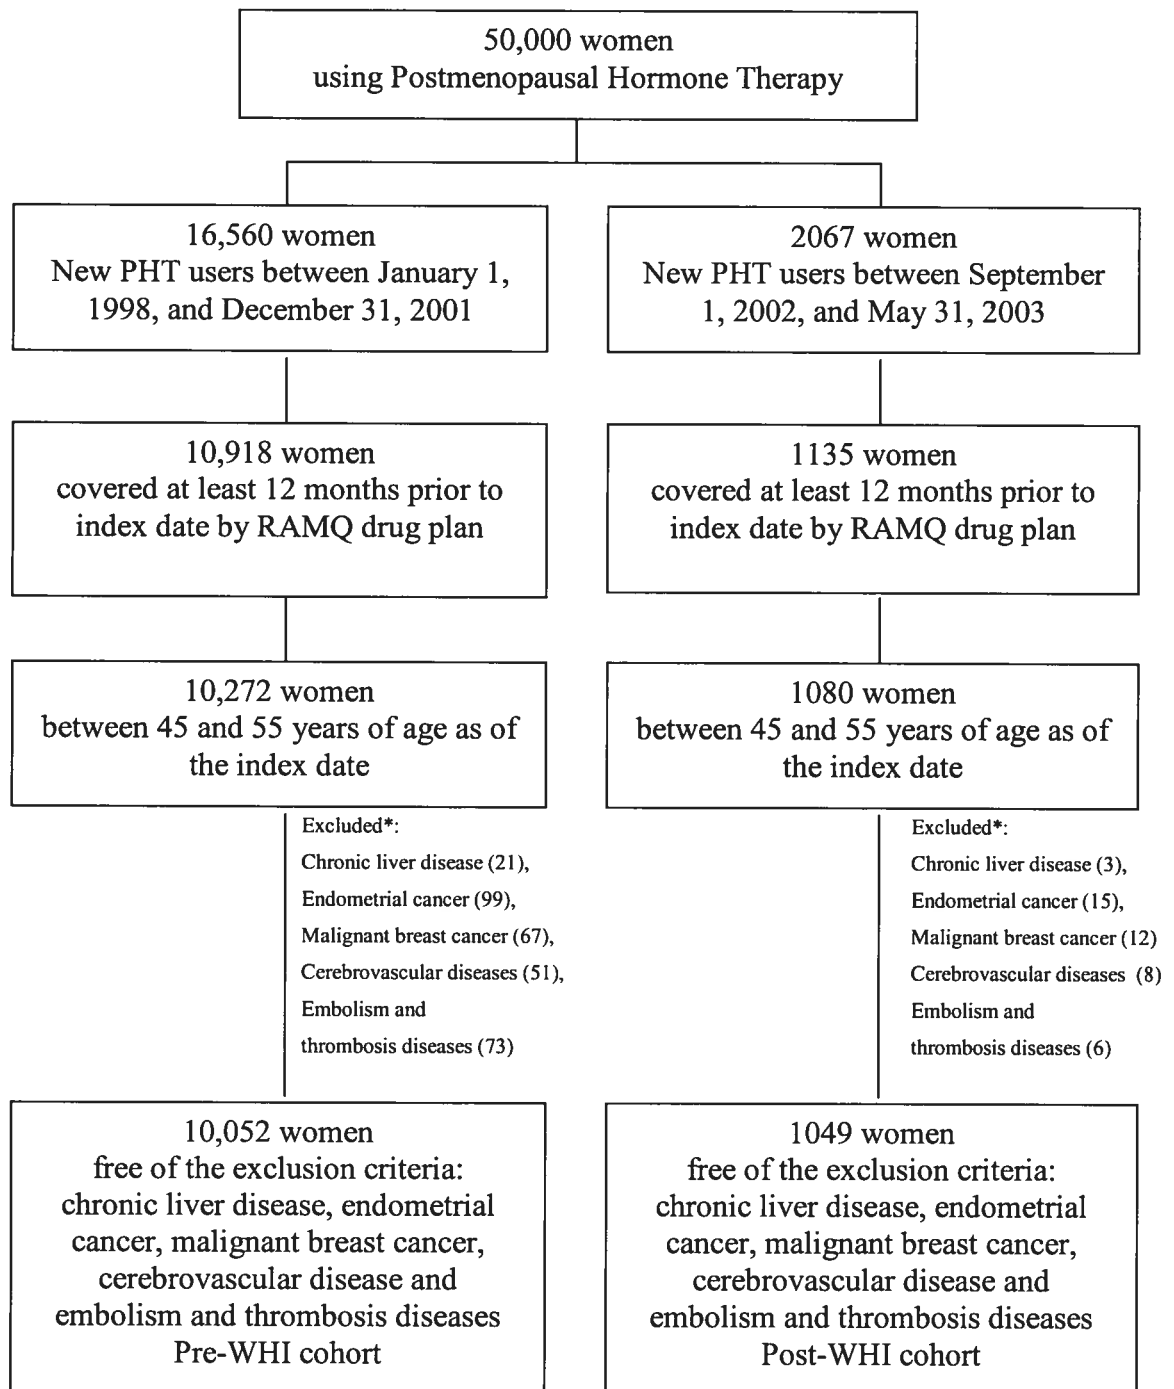 50,000 women
using Postmenopausal Hormone Therapy
16,560 women
New PHT users between January 1,
1998, and December 31, 2001
2067 women
New PHT users between September
1, 2002, and May 31, 2003
10,918 women
covered at least 12 months prior to
index date by RAMQ drug plan
1135 women
covered at least 12 months prior to
index date by RAMQ drug plan
10,272 women
between 45 and 55 years of age as of
the index date
1080 women
between 45 and 55 years of age as of
the index date
Excluded*:
Chronic liver disease (21),
Endometrial cancer (99),
Malignant breast cancer (67),
Cerebrovascular diseases (51),
Embolism and
thrombosis diseases (73)
Excluded*:
Chronic liver disease (3),
Endometrial cancer (15),
Malignant breast cancer (12)
Cerebrovascular diseases (8)
Embolism and
thrombosis diseases (6)
10,052 women
free of the exclusion criteria:
chronic liver disease, endometrial
cancer, malignant breast cancer,
cerebrovascular disease and
embolism and thrombosis diseases
Pre-WHI cohort
1049 women
free of the exclusion criteria:
chronic liver disease, endometrial
cancer, malignant breast cancer,
cerebrovascular disease and
embolism and thrombosis diseases
Post-WHI cohort